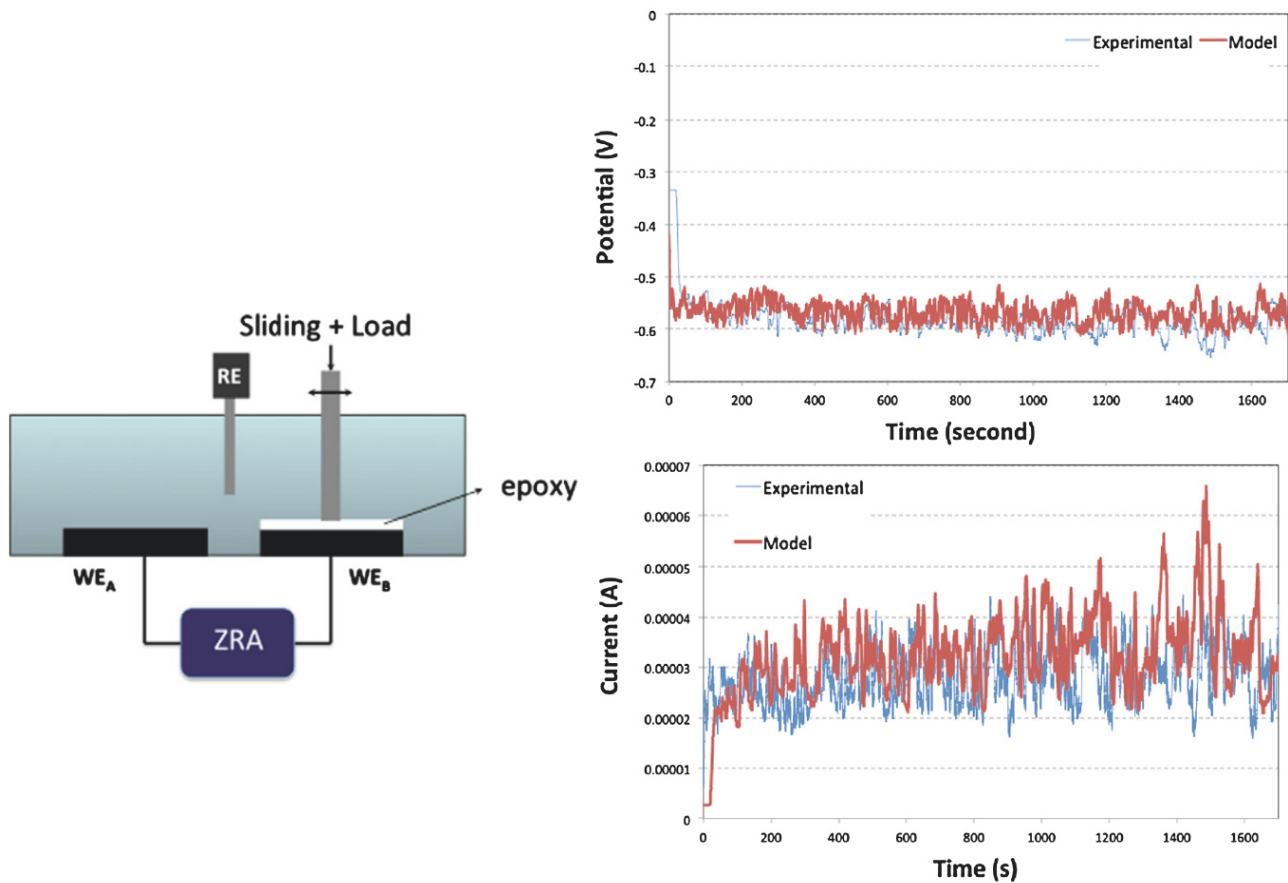 Sliding + Load
RE
epoxy
WEA
WEB
ZRA
Experimental Model
Potential (V)
0
-0.1
-0.2
-0.3
-0.4
-0.5
-0.6
-0.7
0 200 400 600 800 1000 1200 1400 1600
Time (second)
Experimental
Model
Current (A)
0.00007
0.00006
0.00005
0.00004
0.00003
0.00002
0.00001
0
0 200 400 600 800 1000 1200 1400 1600
Time (s)